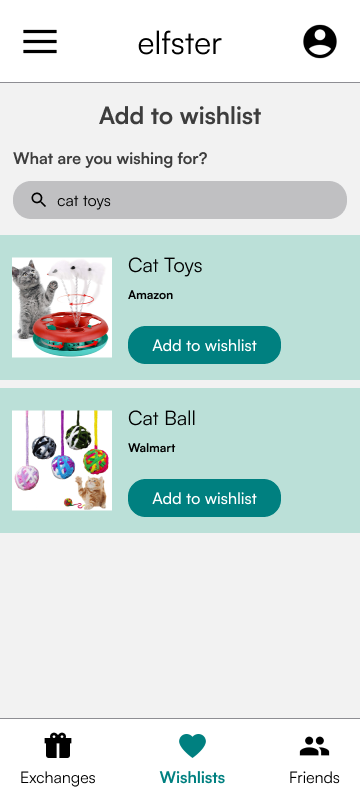 elfster
Add to wishlist
What are you wishing for?
cat toys
Cat Toys
Amazon
Add to wishlist
Cat Ball
Walmart
Add to wishlist
Exchanges
Wishlists
Friends